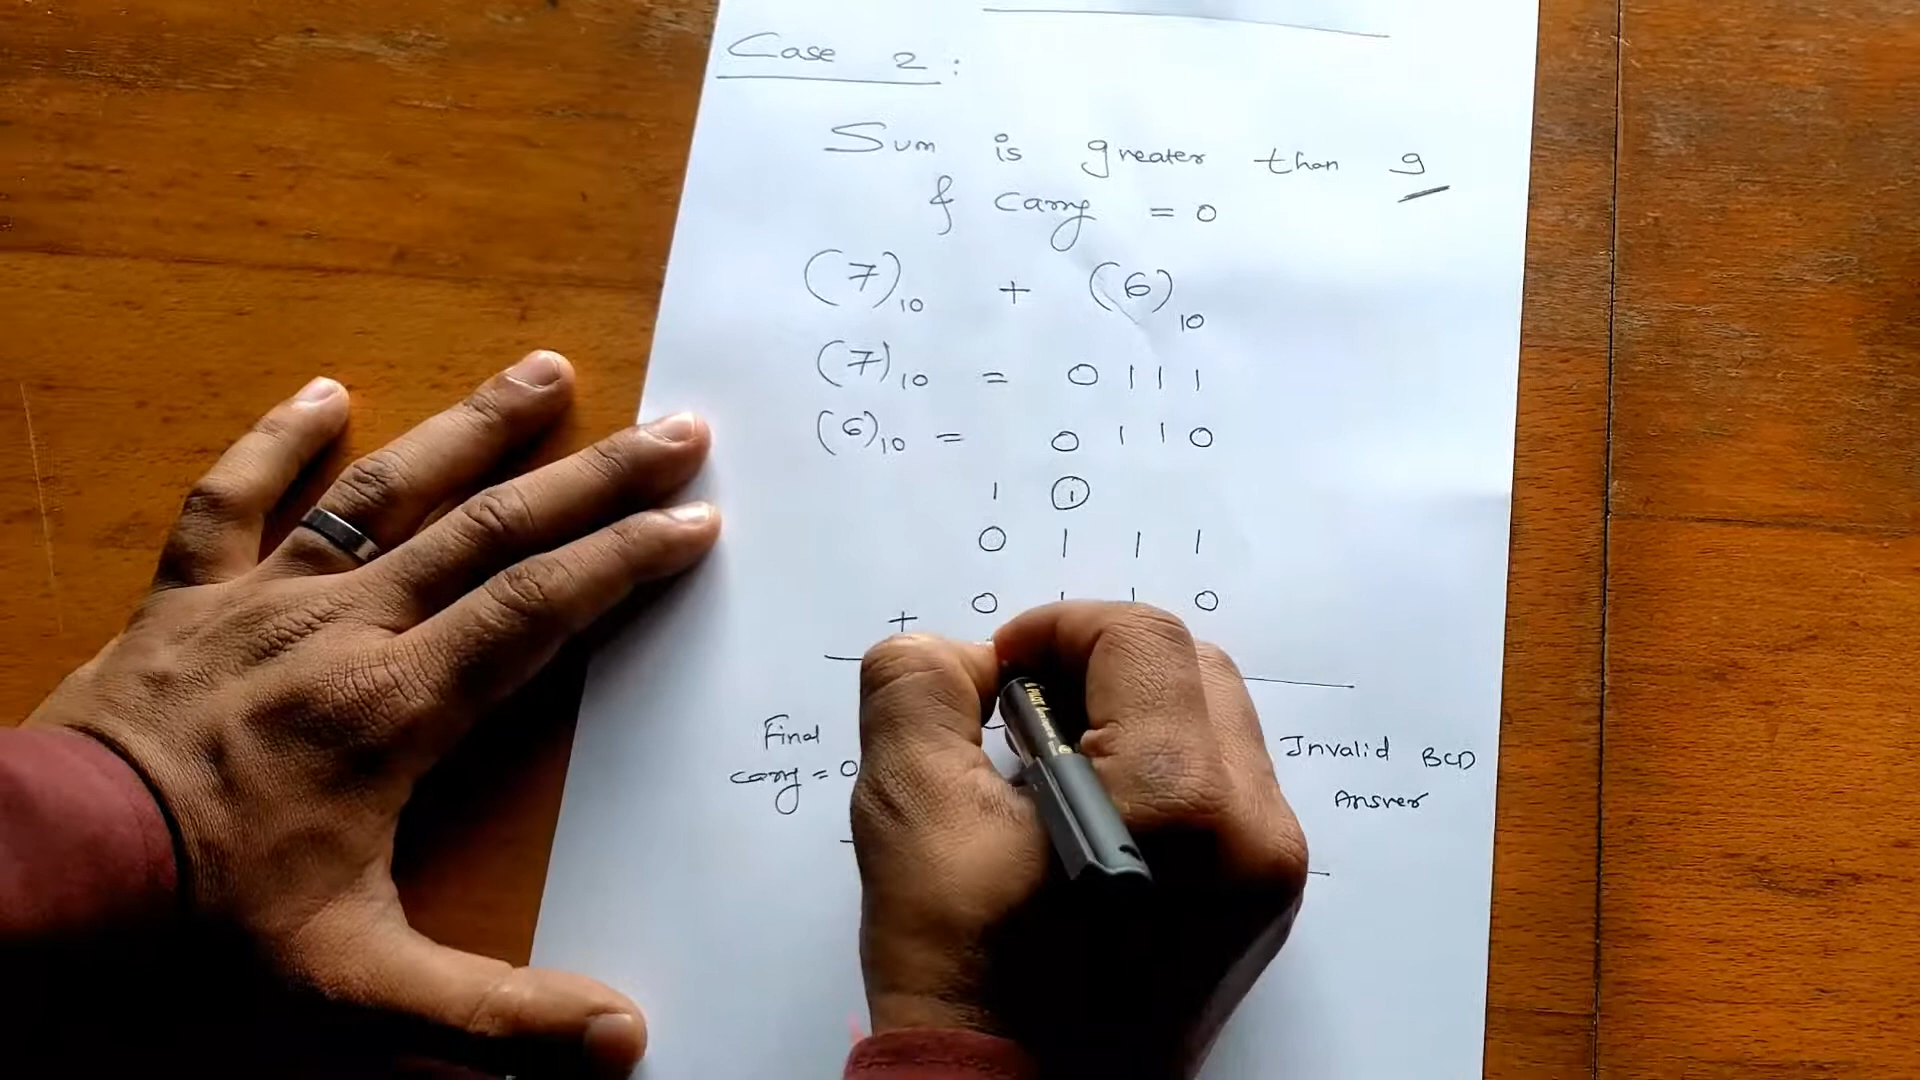 Case 2 :
Sum is greater than 9
& carry = 0
(7)10 + (6)10
(7)10 = 0 1 1 1
(6)10 = 0 1 1 0
1 1
0 1 1 1
+ 0 1 1 0
Final
carry = 0
Invalid BCD
Answer
PILOT